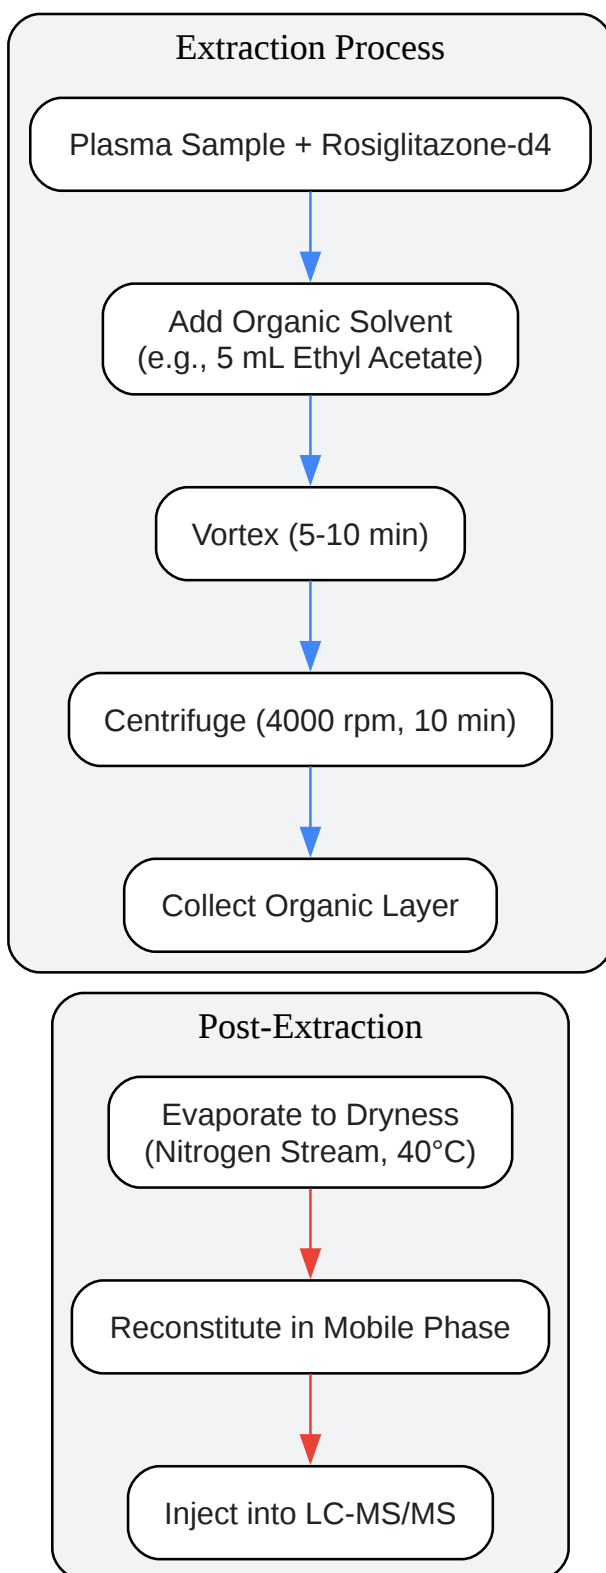 Extraction Process
Plasma Sample + Rosiglitazone-d4
Add Organic Solvent
(e.g., 5 mL Ethyl Acetate)
Vortex (5-10 min)
Centrifuge (4000 rpm, 10 min)
Collect Organic Layer
Post-Extraction
Evaporate to Dryness
(Nitrogen Stream, 40°C)
Reconstitute in Mobile Phase
Inject into LC-MS/MS